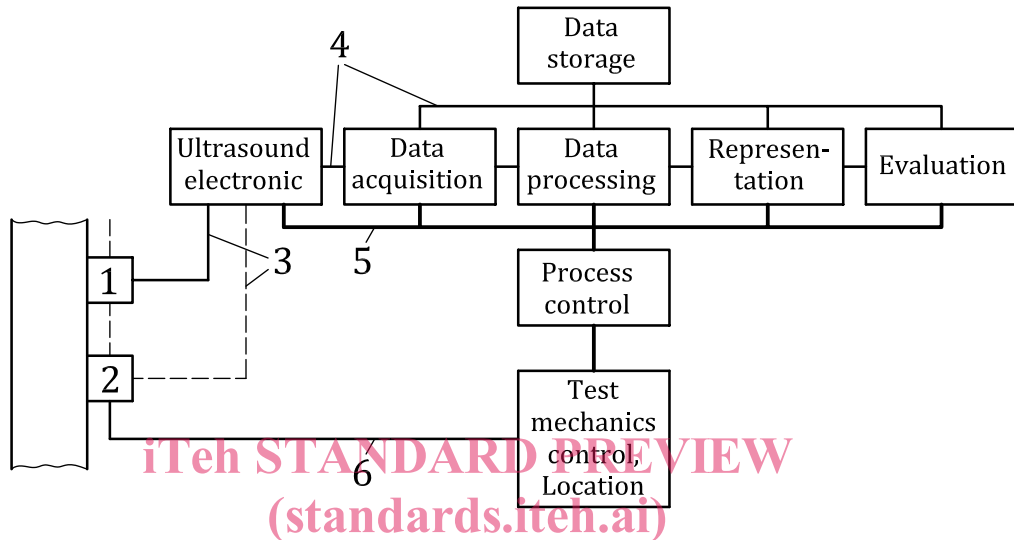 Data
storage
4
Ultrasound
electronic
Data
acquisition
Data
processing
Represen-
tation
Evaluation
3
5
1
Process
control
2
Test
mechanics
control,
Location
6
iTeh STANDARD PREVIEW
(standards.iteh.ai)